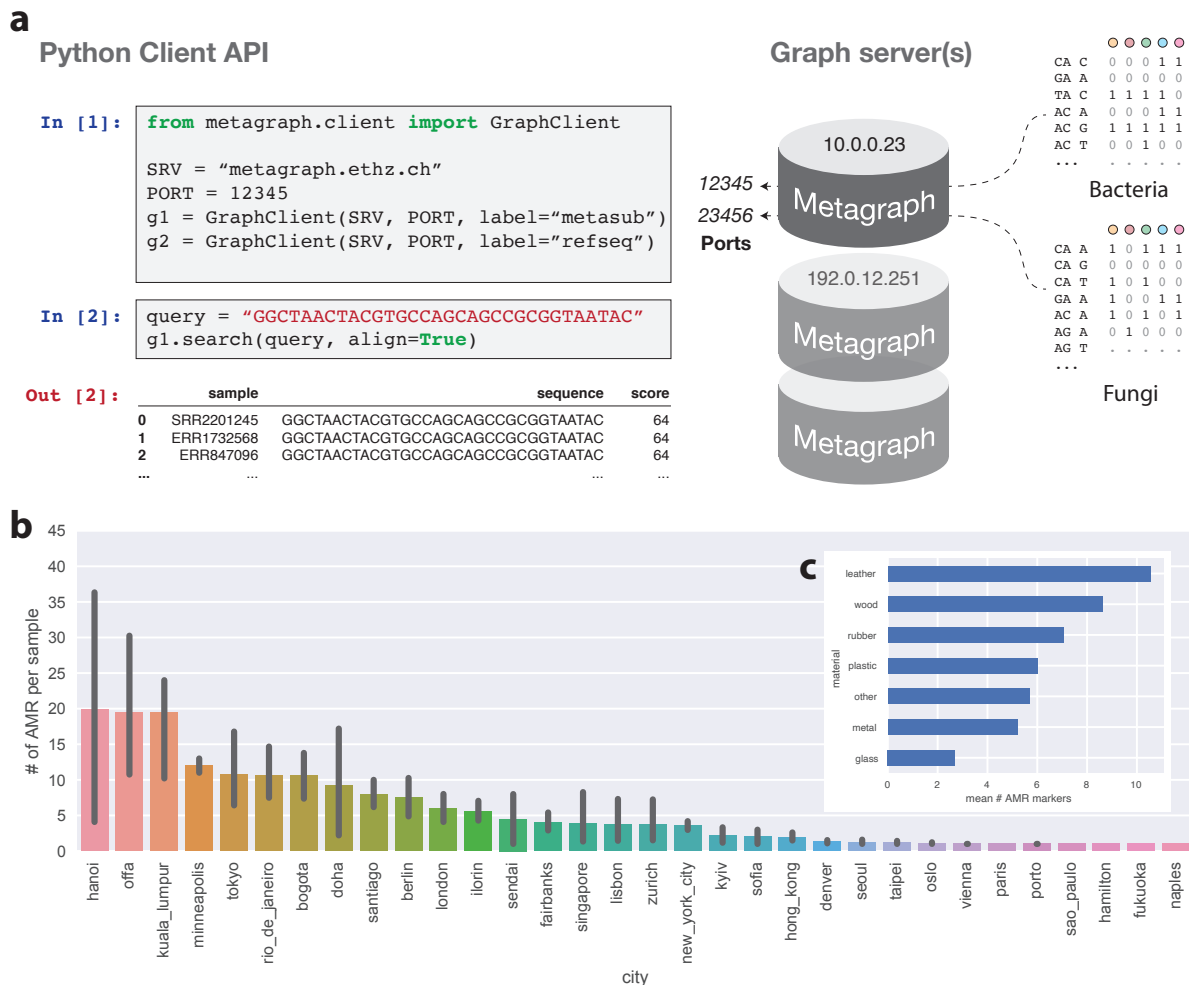 a
Python Client API
In [1]:
from metagraph.client import GraphClient
SRV = “metagraph.ethz.ch”
PORT = 12345
g1 = GraphClient(SRV, PORT, label=“metasub”)
g2 = GraphClient(SRV, PORT, label=”refseq”)
In [2]:
query = “GGCTAACTACGTGCCAGCAGCCGCGGTAATAC”
g1.search(query, align=True)
Out [2]:
sample sequence score
0 SRR2201245 GGCTAACTACGTGCCAGCAGCCGCGGTAATAC 64
1 ERR1732568 GGCTAACTACGTGCCAGCAGCCGCGGTAATAC 64
2 ERR847096 GGCTAACTACGTGCCAGCAGCCGCGGTAATAC 64
... ... ... ...
Graph server(s)
10.0.0.23
Metagraph
12345
23456
Ports
192.0.12.251
Metagraph
Metagraph
CA C 0 0 0 1 1
GA A 0 0 0 0 0
TA C 1 1 1 1 0
AC A 0 0 0 1 1
AC G 1 1 1 1 1
AC T 0 0 1 0 0
... . . . . .
Bacteria
CA A 1 0 1 1 1
CA G 0 0 0 0 0
CA T 1 0 1 0 0
GA A 1 0 0 1 1
AC A 1 0 1 0 1
AG A 0 1 0 0 0
AG T . . . . .
...
Fungi
b
# of AMR per sample
45
40
35
30
25
20
15
10
5
0
hanoi
offa
kuala_lumpur
minneapolis
tokyo
rio_de_janeiro
bogota
doha
santiago
berlin
london
ilorin
sendai
fairbanks
singapore
lisbon
zurich
new_york_city
kyiv
sofia
hong_kong
denver
seoul
taipei
oslo
vienna
paris
porto
sao_paulo
hamilton
fukuoka
naples
city
c
material
leather
wood
rubber
plastic
other
metal
glass
0 2 4 6 8 10
mean # AMR markers